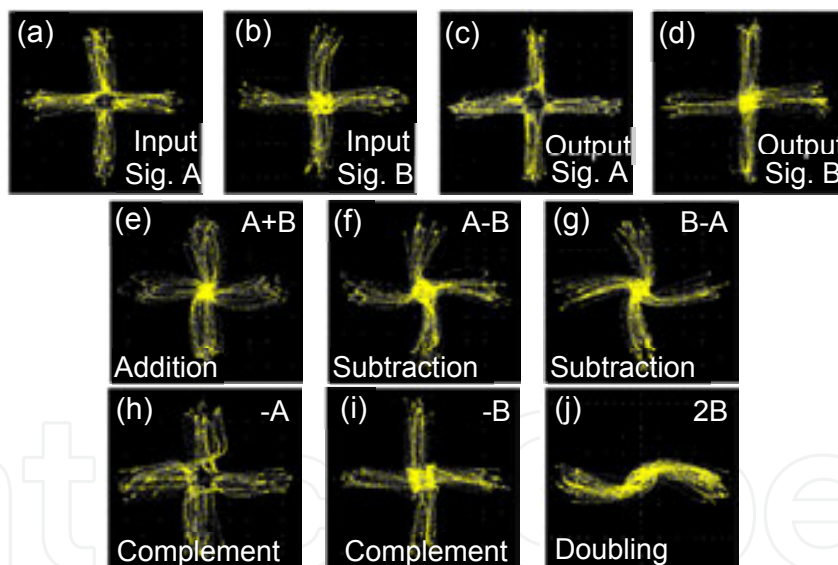 (a) (b) (c) (d)
Input Input Output Output
Sig. A Sig. B Sig. A Sig. B
(e) A+B (f) A-B (g) B-A
Addition Subtraction Subtraction
(h) -A (i) -B (j) 2B
Complement Complement Doubling